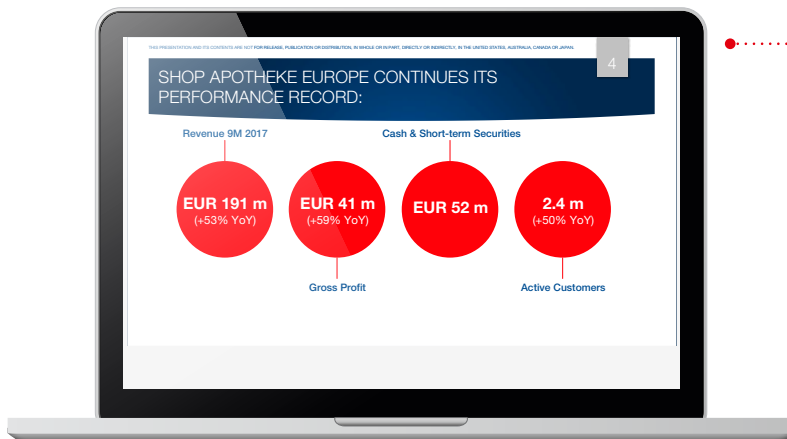 THIS PRESENTATION AND ITS CONTENTS ARE NOT FOR RELEASE, PUBLICATION OR DISTRIBUTION, IN WHOLE OR IN PART, DIRECTLY OR INDIRECTLY, IN THE UNITED STATES, AUSTRALIA, CANADA OR JAPAN.
4
SHOP APOTHEKE EUROPE CONTINUES ITS
PERFORMANCE RECORD:
Revenue 9M 2017
Cash & Short-term Securities
EUR 191 m
(+53% YoY)
EUR 41 m
(+59% YoY)
EUR 52 m
2.4 m
(+50% YoY)
Gross Profit
Active Customers